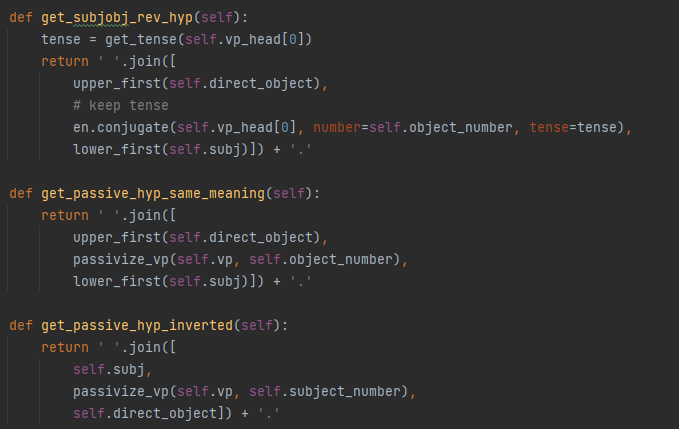 def get_subjobj_rev_hyp(self):
    tense = get_tense(self.vp_head[0])
    return ' '.join([
        upper_first(self.direct_object),
        # keep tense
        en.conjugate(self.vp_head[0], number=self.object_number, tense=tense),
        lower_first(self.subj)]) + '.'

def get_passive_hyp_same_meaning(self):
    return ' '.join([
        upper_first(self.direct_object),
        passivize_vp(self.vp, self.object_number),
        lower_first(self.subj)]) + '.'

def get_passive_hyp_inverted(self):
    return ' '.join([
        self.subj,
        passivize_vp(self.vp, self.subject_number),
        self.direct_object]) + '.'